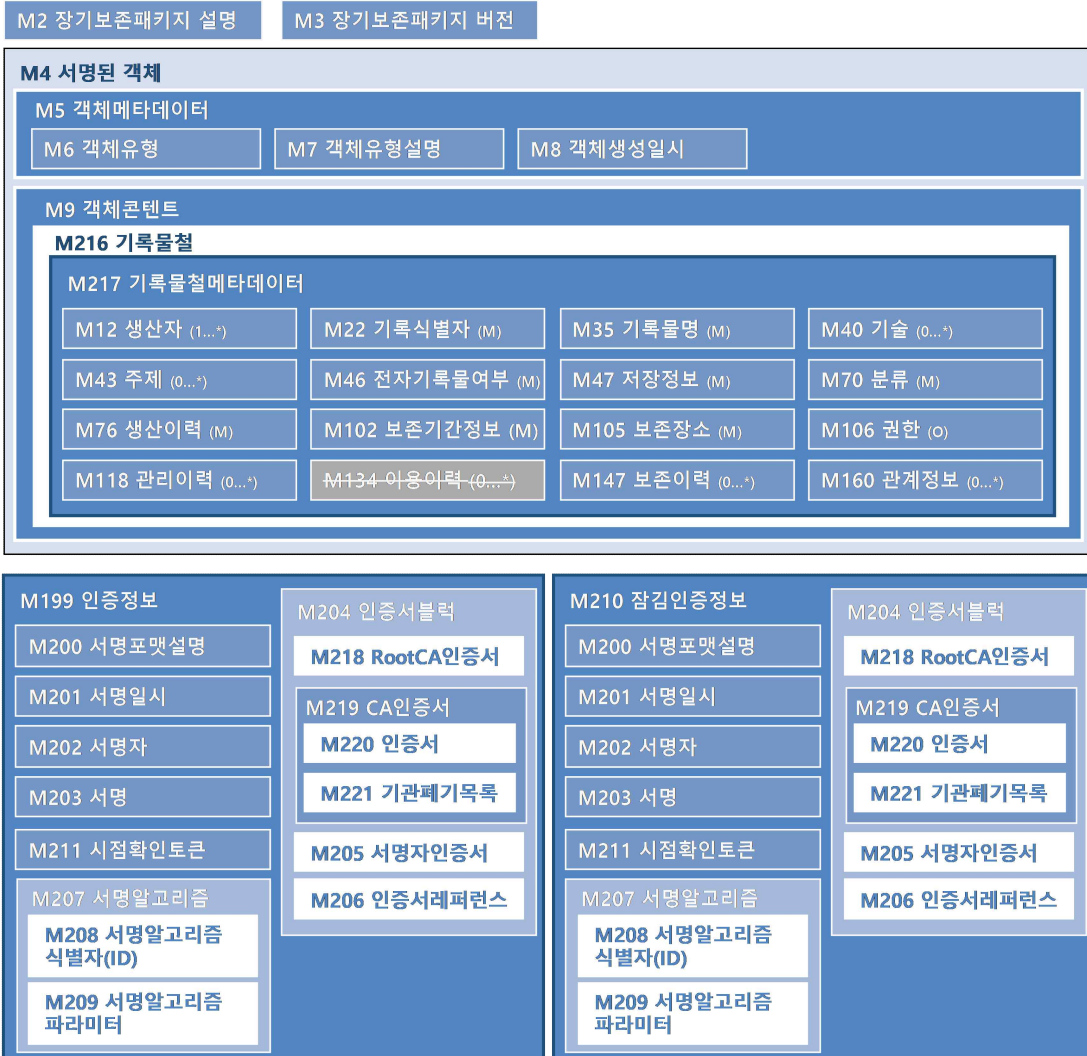 M2 장기보존패키지 설명
M3 장기보존패키지 버전
M4 서명된 객체
M5 객체메타데이터
M6 객체유형
M7 객체유형설명
M8 객체생성일시
M9 객체콘텐트
M216 기록물철
M217 기록물철메타데이터
M12 생산자 (1...*)
M22 기록식별자 (M)
M35 기록물명 (M)
M40 기술 (0...*)
M43 주제 (0...*)
M46 전자기록물여부 (M)
M47 저장정보 (M)
M70 분류 (M)
M76 생산이력 (M)
M102 보존기간정보 (M)
M105 보존장소 (M)
M106 권한 (O)
M118 관리이력 (0...*)
M134 이용이력 (0...*)
M147 보존이력 (0...*)
M160 관계정보 (0...*)
M199 인증정보
M200 서명포맷설명
M201 서명일시
M202 서명자
M203 서명
M211 시점확인토큰
M207 서명알고리즘
M208 서명알고리즘
식별자(ID)
M209 서명알고리즘
파라미터
M204 인증서블럭
M218 RootCA인증서
M219 CA인증서
M220 인증서
M221 기관폐기목록
M205 서명자인증서
M206 인증서레퍼런스
M210 잠김인증정보
M200 서명포맷설명
M201 서명일시
M202 서명자
M203 서명
M211 시점확인토큰
M207 서명알고리즘
M208 서명알고리즘
식별자(ID)
M209 서명알고리즘
파라미터
M204 인증서블럭
M218 RootCA인증서
M219 CA인증서
M220 인증서
M221 기관폐기목록
M205 서명자인증서
M206 인증서레퍼런스